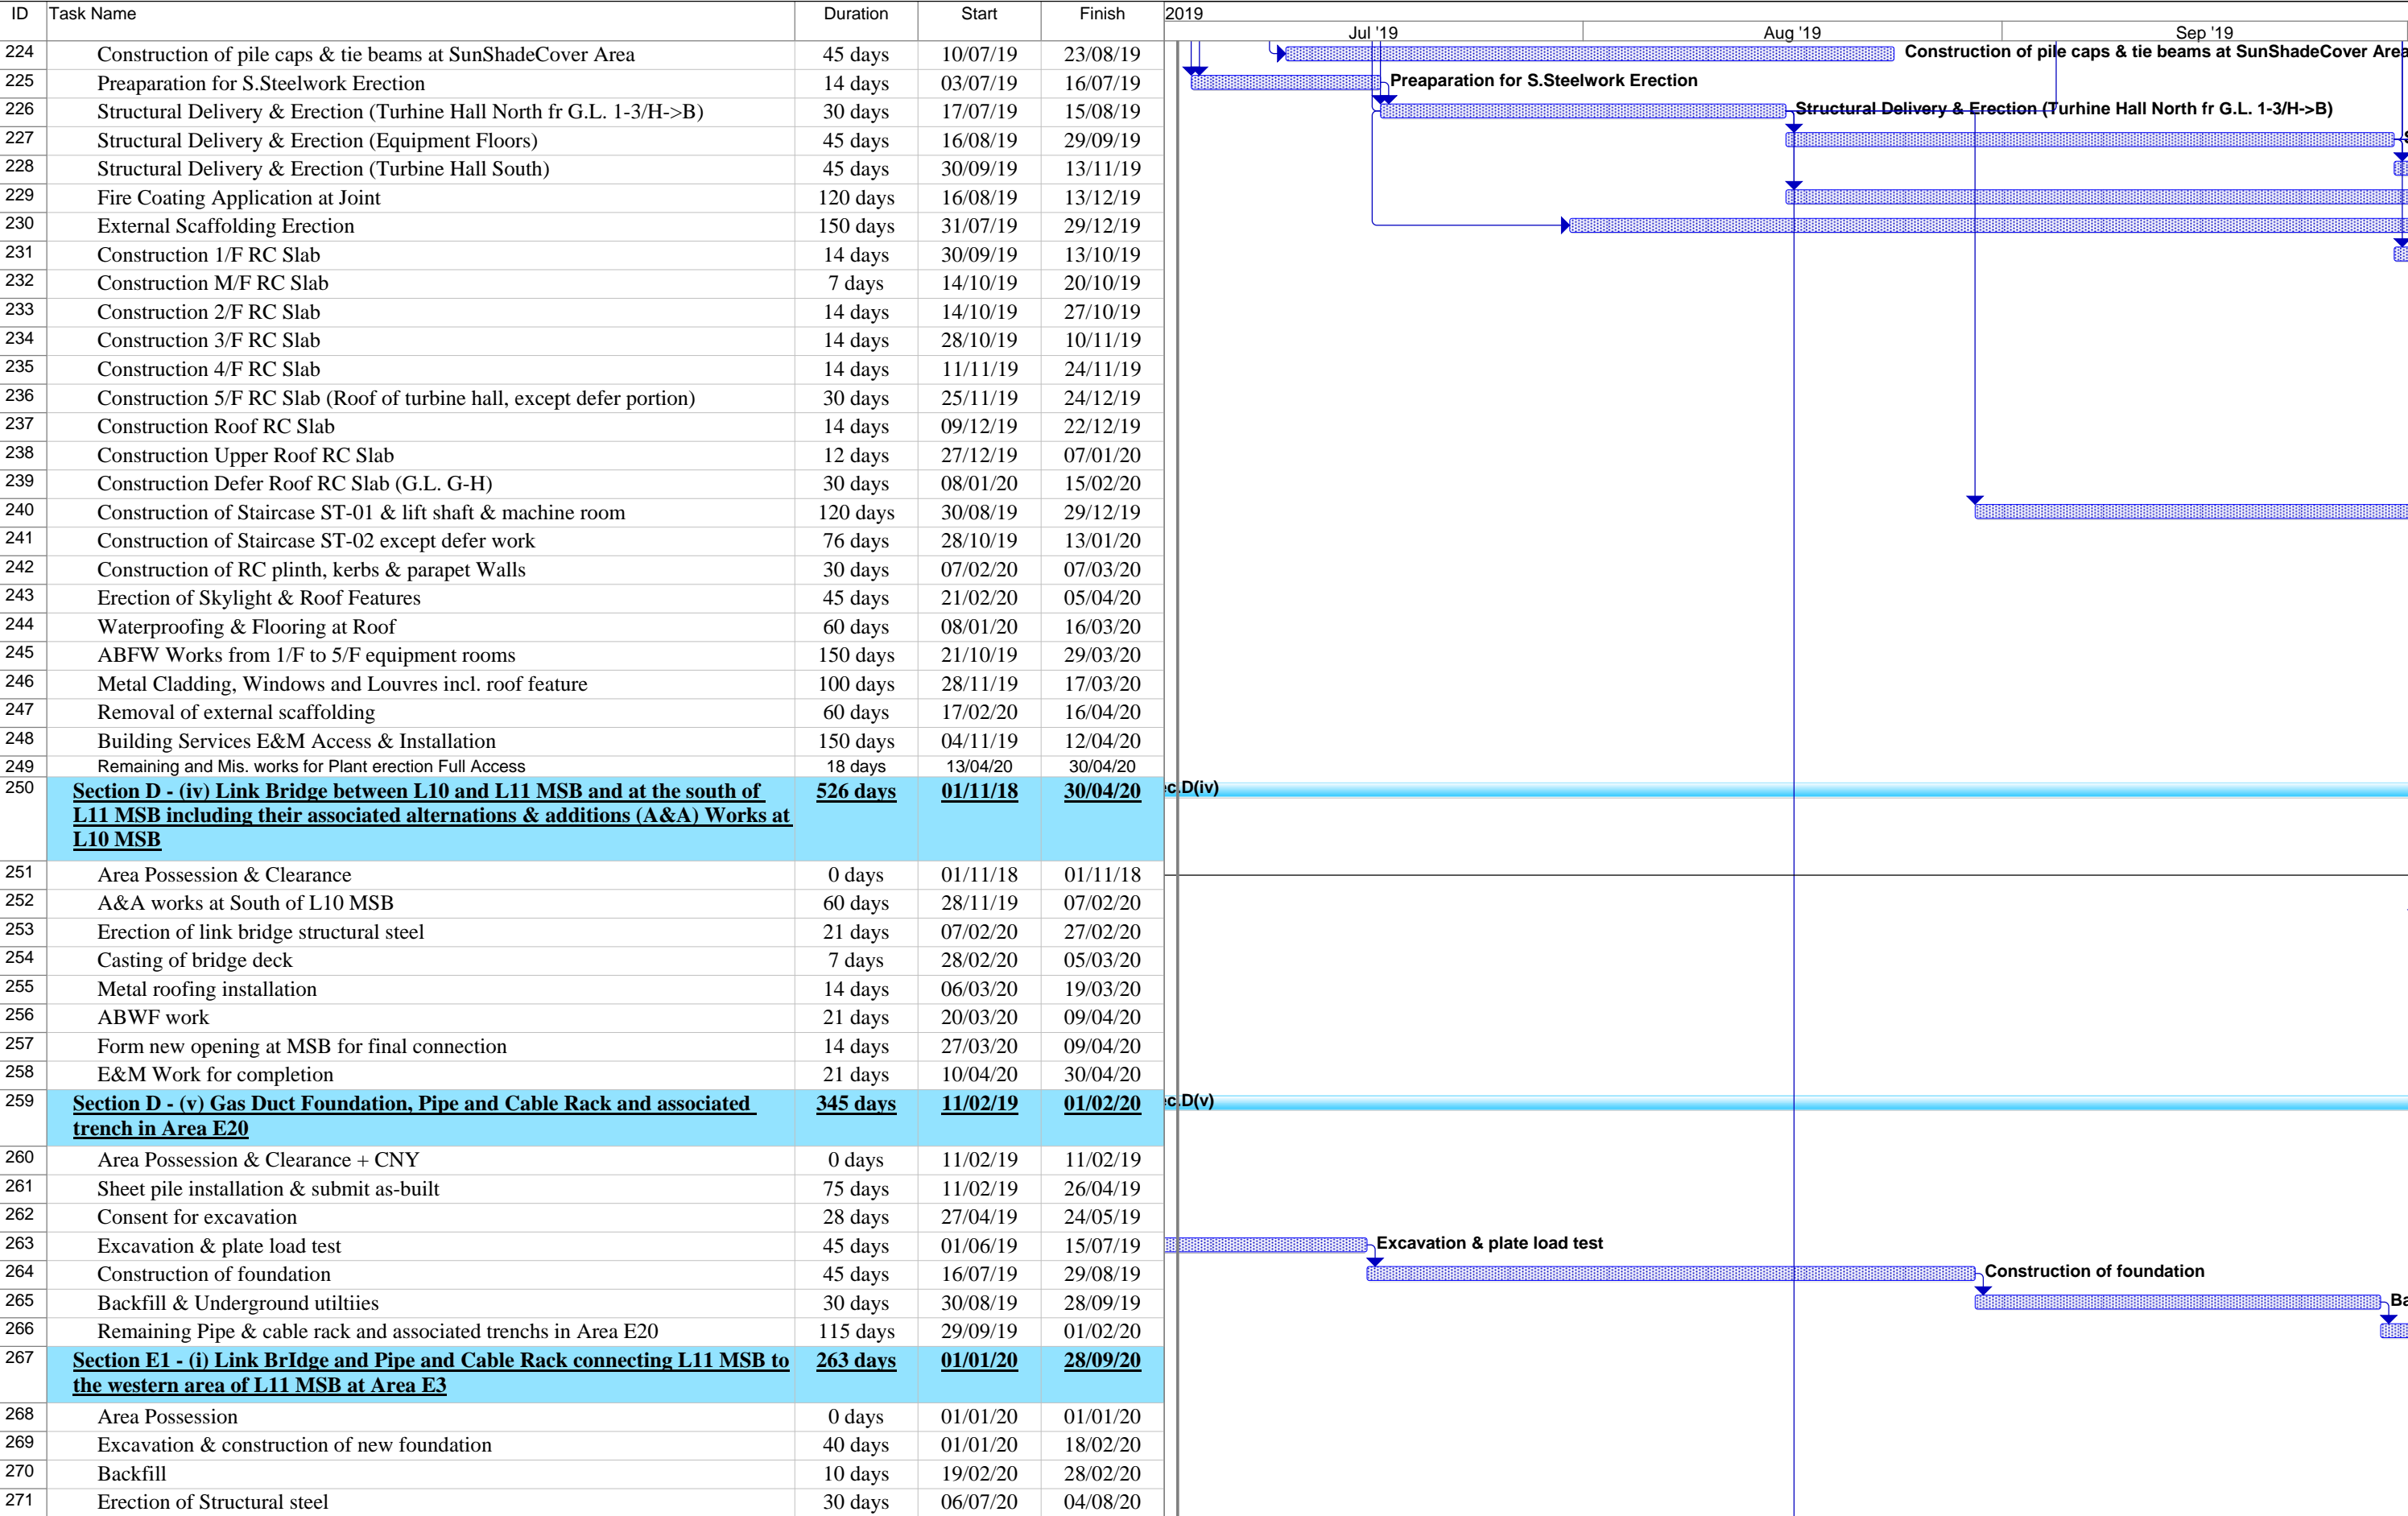 ID Task Name Duration Start Finish 2019
Jul '19 Aug '19 Sep '19
224 Construction of pile caps & tie beams at SunShadeCover Area 45 days 10/07/19 23/08/19 Construction of pile caps & tie beams at SunShadeCover Area
225 Preaparation for S.Steelwork Erection 14 days 03/07/19 16/07/19 Preaparation for S.Steelwork Erection
226 Structural Delivery & Erection (Turhine Hall North fr G.L. 1-3/H->B) 30 days 17/07/19 15/08/19 Structural Delivery & Erection (Turhine Hall North fr G.L. 1-3/H->B)
227 Structural Delivery & Erection (Equipment Floors) 45 days 16/08/19 29/09/19
228 Structural Delivery & Erection (Turbine Hall South) 45 days 30/09/19 13/11/19
229 Fire Coating Application at Joint 120 days 16/08/19 13/12/19
230 External Scaffolding Erection 150 days 31/07/19 29/12/19
231 Construction 1/F RC Slab 14 days 30/09/19 13/10/19
232 Construction M/F RC Slab 7 days 14/10/19 20/10/19
233 Construction 2/F RC Slab 14 days 14/10/19 27/10/19
234 Construction 3/F RC Slab 14 days 28/10/19 10/11/19
235 Construction 4/F RC Slab 14 days 11/11/19 24/11/19
236 Construction 5/F RC Slab (Roof of turbine hall, except defer portion) 30 days 25/11/19 24/12/19
237 Construction Roof RC Slab 14 days 09/12/19 22/12/19
238 Construction Upper Roof RC Slab 12 days 27/12/19 07/01/20
239 Construction Defer Roof RC Slab (G.L. G-H) 30 days 08/01/20 15/02/20
240 Construction of Staircase ST-01 & lift shaft & machine room 120 days 30/08/19 29/12/19
241 Construction of Staircase ST-02 except defer work 76 days 28/10/19 13/01/20
242 Construction of RC plinth, kerbs & parapet Walls 30 days 07/02/20 07/03/20
243 Erection of Skylight & Roof Features 45 days 21/02/20 05/04/20
244 Waterproofing & Flooring at Roof 60 days 08/01/20 16/03/20
245 ABFW Works from 1/F to 5/F equipment rooms 150 days 21/10/19 29/03/20
246 Metal Cladding, Windows and Louvres incl. roof feature 100 days 28/11/19 17/03/20
247 Removal of external scaffolding 60 days 17/02/20 16/04/20
248 Building Services E&M Access & Installation 150 days 04/11/19 12/04/20
249 Remaining and Mis. works for Plant erection Full Access 18 days 13/04/20 30/04/20
250 Section D - (iv) Link Bridge between L10 and L11 MSB and at the south of 526 days 01/11/18 30/04/20 c.D(iv)
L11 MSB including their associated alternations & additions (A&A) Works at
L10 MSB
251 Area Possession & Clearance 0 days 01/11/18 01/11/18
252 A&A works at South of L10 MSB 60 days 28/11/19 07/02/20
253 Erection of link bridge structural steel 21 days 07/02/20 27/02/20
254 Casting of bridge deck 7 days 28/02/20 05/03/20
255 Metal roofing installation 14 days 06/03/20 19/03/20
256 ABWF work 21 days 20/03/20 09/04/20
257 Form new opening at MSB for final connection 14 days 27/03/20 09/04/20
258 E&M Work for completion 21 days 10/04/20 30/04/20
259 Section D - (v) Gas Duct Foundation, Pipe and Cable Rack and associated 345 days 11/02/19 01/02/20 c.D(v)
trench in Area E20
260 Area Possession & Clearance + CNY 0 days 11/02/19 11/02/19
261 Sheet pile installation & submit as-built 75 days 11/02/19 26/04/19
262 Consent for excavation 28 days 27/04/19 24/05/19
263 Excavation & plate load test 45 days 01/06/19 15/07/19 Excavation & plate load test
264 Construction of foundation 45 days 16/07/19 29/08/19 Construction of foundation
265 Backfill & Underground utiltiies 30 days 30/08/19 28/09/19 Ba
266 Remaining Pipe & cable rack and associated trenchs in Area E20 115 days 29/09/19 01/02/20
267 Section E1 - (i) Link BrIdge and Pipe and Cable Rack connecting L11 MSB to 263 days 01/01/20 28/09/20
the western area of L11 MSB at Area E3
268 Area Possession 0 days 01/01/20 01/01/20
269 Excavation & construction of new foundation 40 days 01/01/20 18/02/20
270 Backfill 10 days 19/02/20 28/02/20
271 Erection of Structural steel 30 days 06/07/20 04/08/20